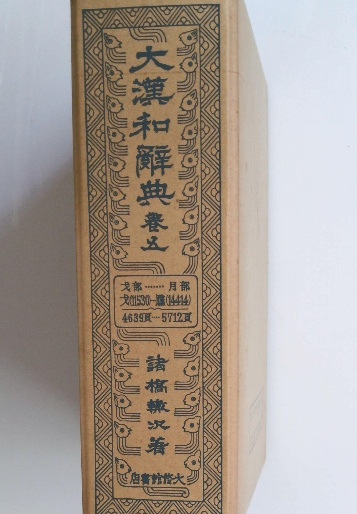 大漢和辭典 卷五
戈部……月部
戈(11530)—朧(14414)
4639頁…5712頁
諸橋轍次著
大修館書店